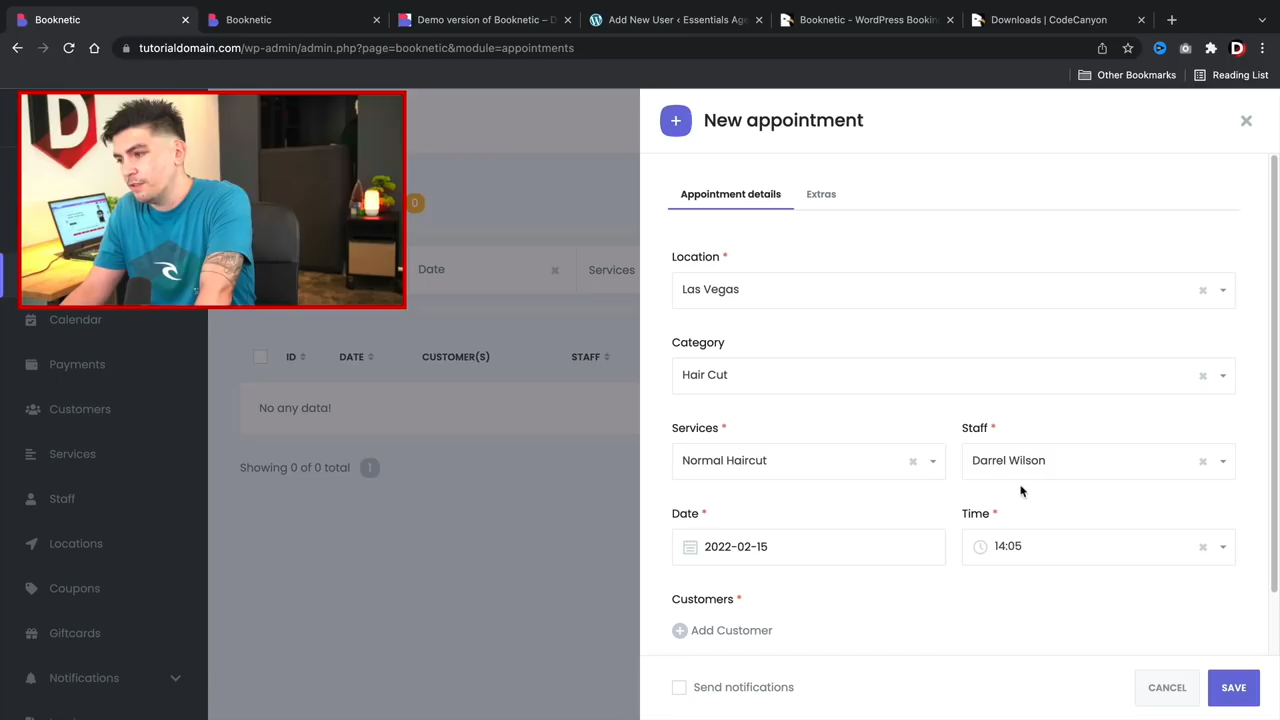 Booknetic
Booknetic
Demo version of Booknetic – D
Add New User ‹ Essentials Age
Booknetic - WordPress Bookin
Downloads | CodeCanyon
tutorialdomain.com/wp-admin/admin.php?page=booknetic&module=appointments
D
Other Bookmarks
Reading List
D
New appointment
Appointment details
Extras
0
Location *
Las Vegas
Date
Services
Calendar
Category
Hair Cut
ID
DATE
CUSTOMER(S)
STAFF
Payments
No any data!
Customers
Services *
Staff *
Normal Haircut
Darrel Wilson
Services
Showing 0 of 0 total 1
Staff
Date *
Time *
2022-02-15
14:05
Locations
Coupons
Customers *
Add Customer
Giftcards
Notifications
Send notifications
CANCEL
SAVE